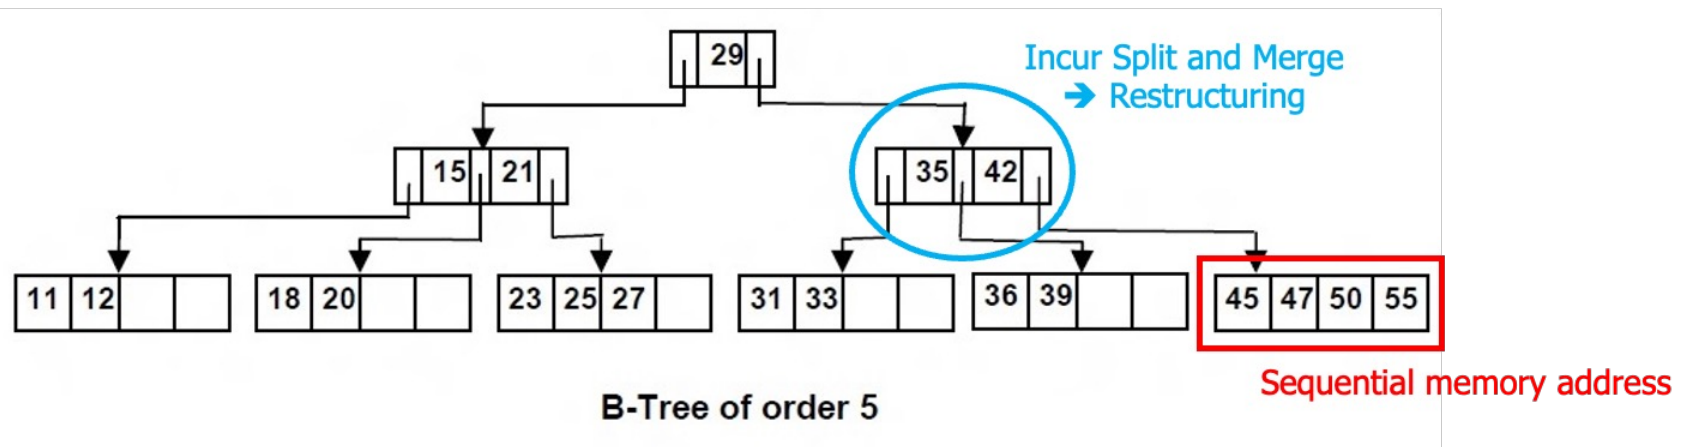 29
Incur Split and Merge
➔ Restructuring
15 21
35 42
11 12
18 20
23 25 27
31 33
36 39
45 47 50 55
Sequential memory address
B-Tree of order 5